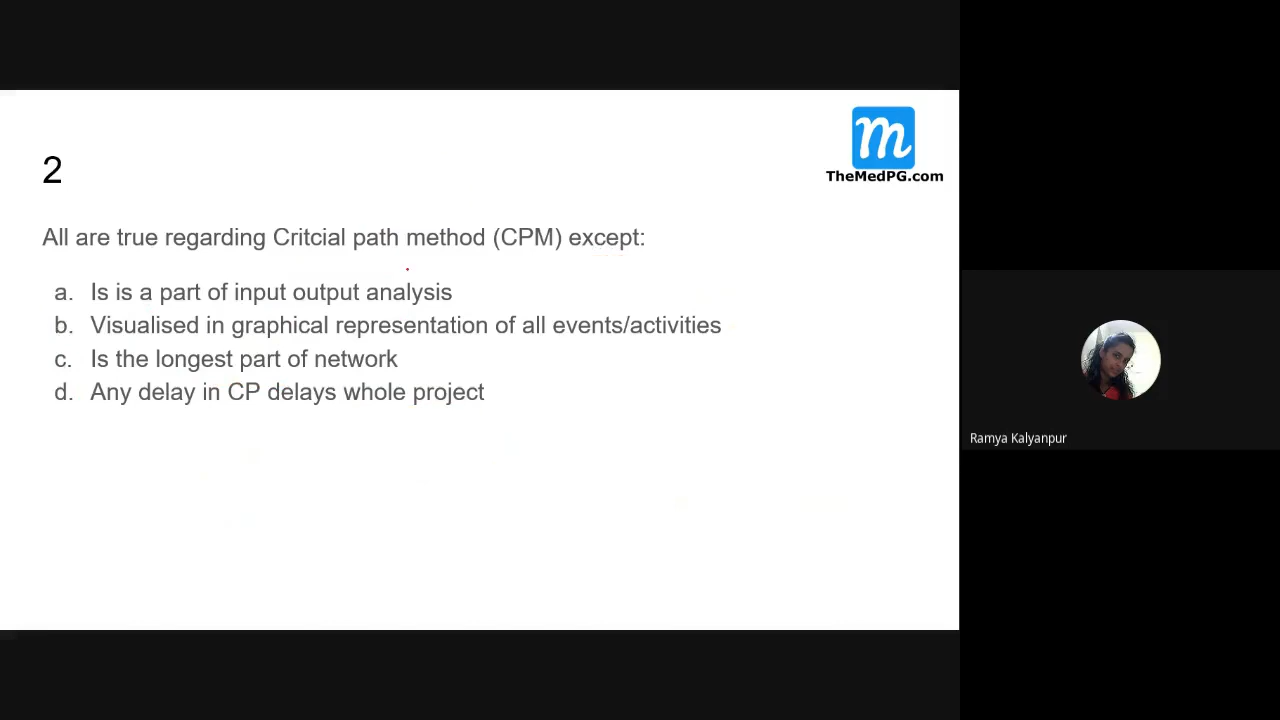 m
TheMedPG.com
2
All are true regarding Critcial path method (CPM) except:
a. Is is a part of input output analysis
b. Visualised in graphical representation of all events/activities
c. Is the longest part of network
d. Any delay in CP delays whole project
Ramya Kalyanpur